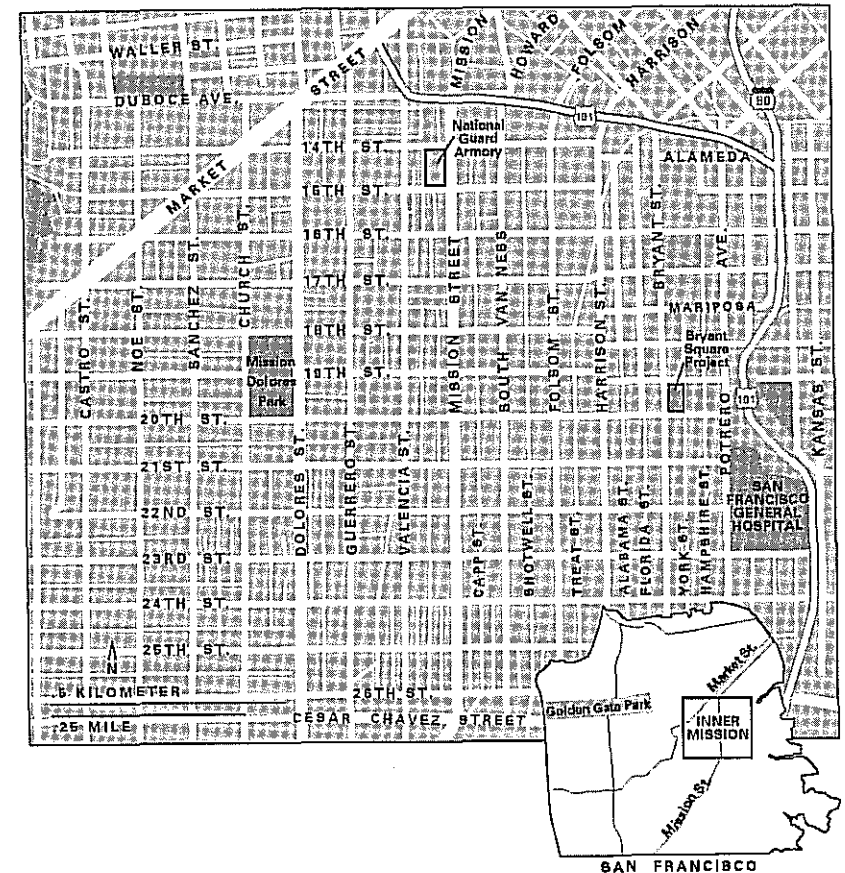 MISSION
HOWARD
FOLSOM
HARRISON
WALLER ST.
DUBOCE AVE.
MARKET STREET
80
101
National
Guard
Armory
14TH ST.
ALAMEDA
15TH ST.
16TH ST.
17TH ST.
18TH ST.
19TH ST.
BRYANT ST.
MARIPOSA
Bryant
Square
Project
CASTRO ST.
NOE ST.
SANCHEZ ST.
CHURCH ST.
Mission
Dolores
Park
MISSION STREET
SOUTH VAN NESS
FOLSOM ST.
HARRISON ST.
POTRERO AVE.
101
KANSAS ST.
20TH ST.
21ST ST.
22ND ST.
23RD ST.
24TH ST.
25TH ST.
DOLORES ST.
GUERRERO ST.
VALENCIA ST.
CAPP ST.
SHOTWELL ST.
TREAT ST.
ALABAMA ST.
FLORIDA ST.
YORK ST.
HAMPSHIRE ST.
SAN
FRANCISCO
GENERAL
HOSPITAL
N
.5 KILOMETER
26TH ST.
.25 MILE
CESAR CHAVEZ STREET
Market St.
Golden Gate Park
INNER
MISSION
Mission St.
SAN FRANCISCO